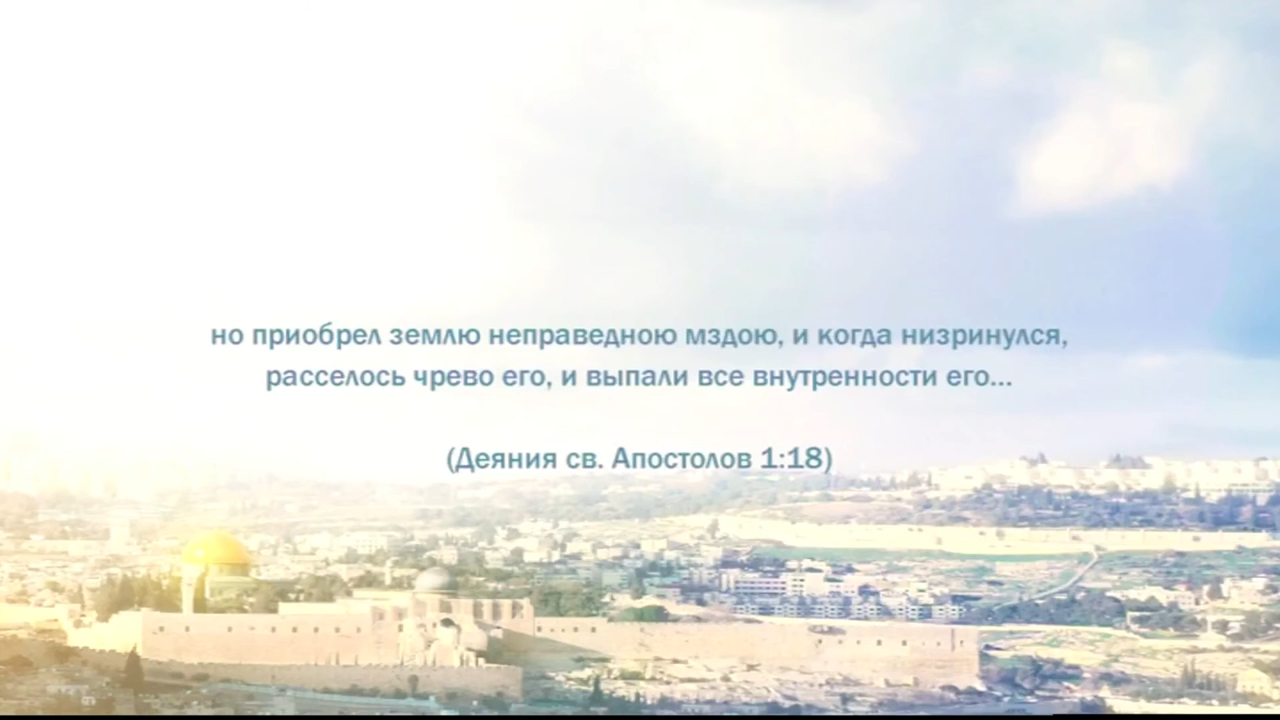 но приобрел землю неправедною мздою, и когда низринулся,
расселось чрево его, и выпали все внутренности его...
(Деяния св. Апостолов 1:18)